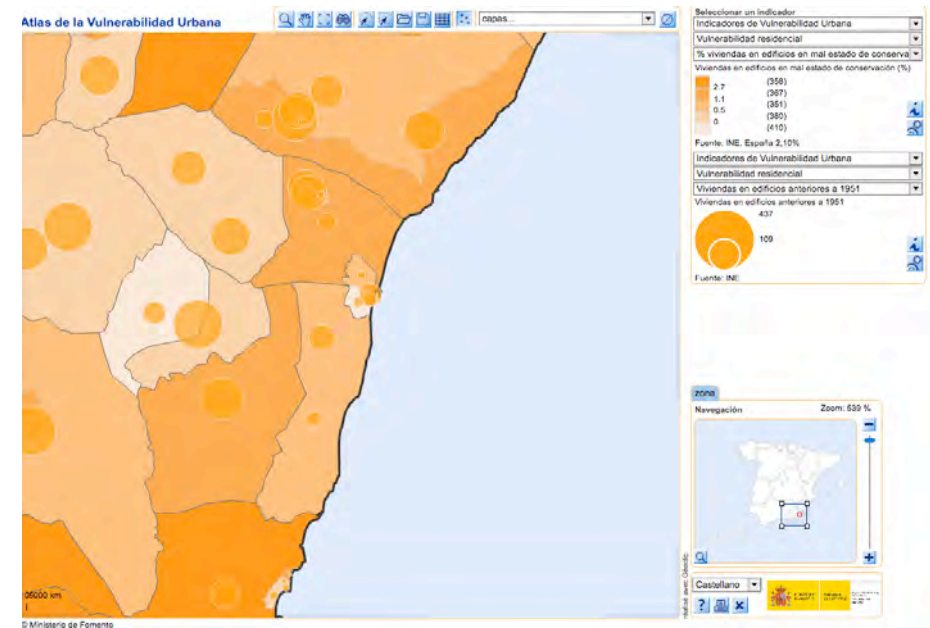 Atlas de la Vulnerabilidad Urbana
capas...
Seleccionar un indicador
Indicadores de Vulnerabilidad Urbana
Vulnerabilidad residencial
% viviendas en edificios en mal estado de conserva
Viviendas en edificios en mal estado de conservación (%)
(358)
2.7
(367)
1.1
(351)
0.5
(380)
0
(410)
Fuente: INE. España 2,10%
Indicadores de Vulnerabilidad Urbana
Vulnerabilidad residencial
Viviendas en edificios anteriores a 1951
Viviendas en edificios anteriores a 1951
437
109
Fuente: INE
zona
Navegación
Zoom: 539 %
Castellano
© Ministerio de Fomento